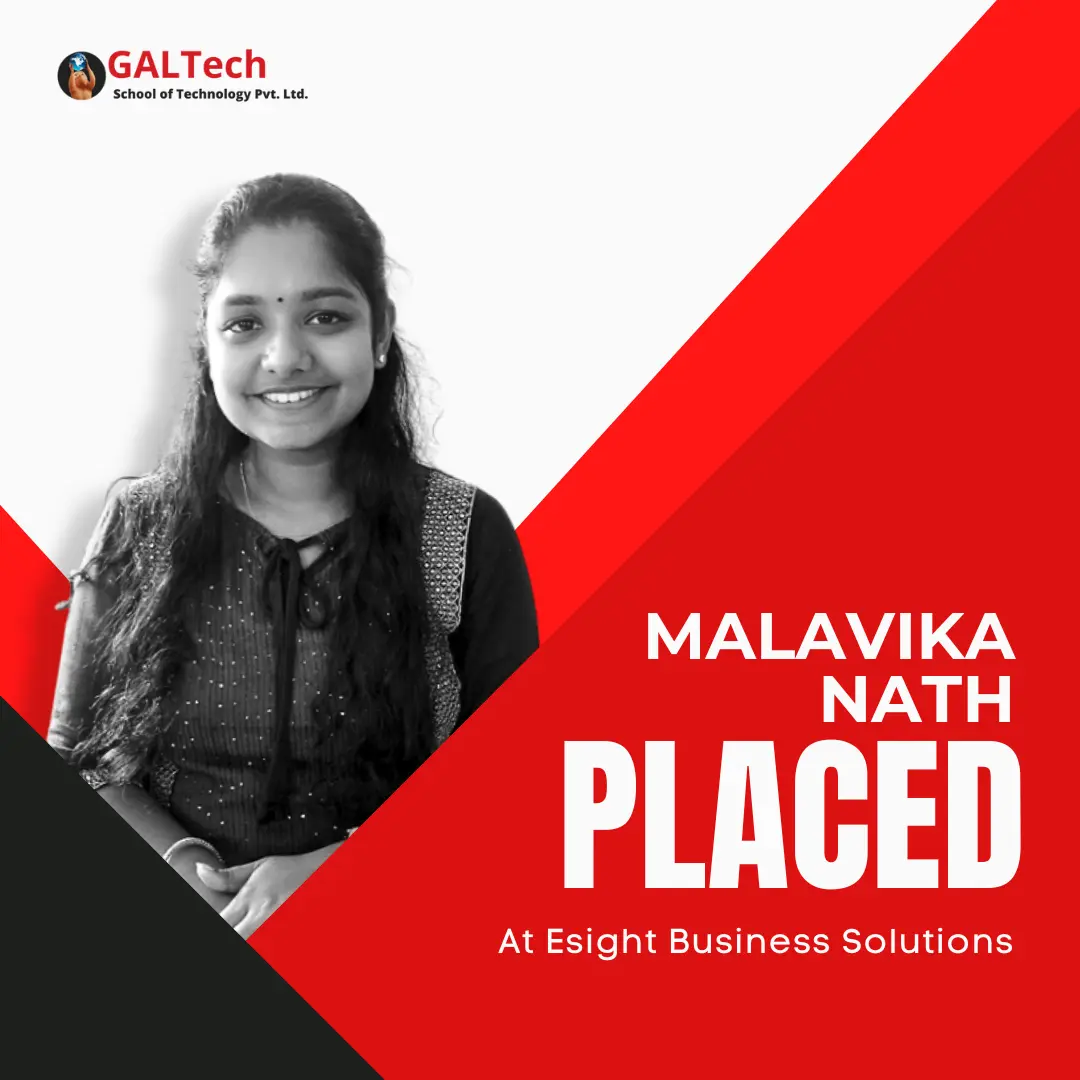 GALTech
School of Technology Pvt. Ltd.
MALAVIKA
NATH
PLACED
At Esight Business Solutions